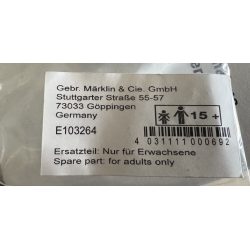 Gebr. Märklin & Cie. GmbH
Stuttgarter Straße 55-57
73033 Göppingen
Germany
15 +
E103264
4 031111 000692
Ersatzteil: Nur für Erwachsene
Spare part: for adults only